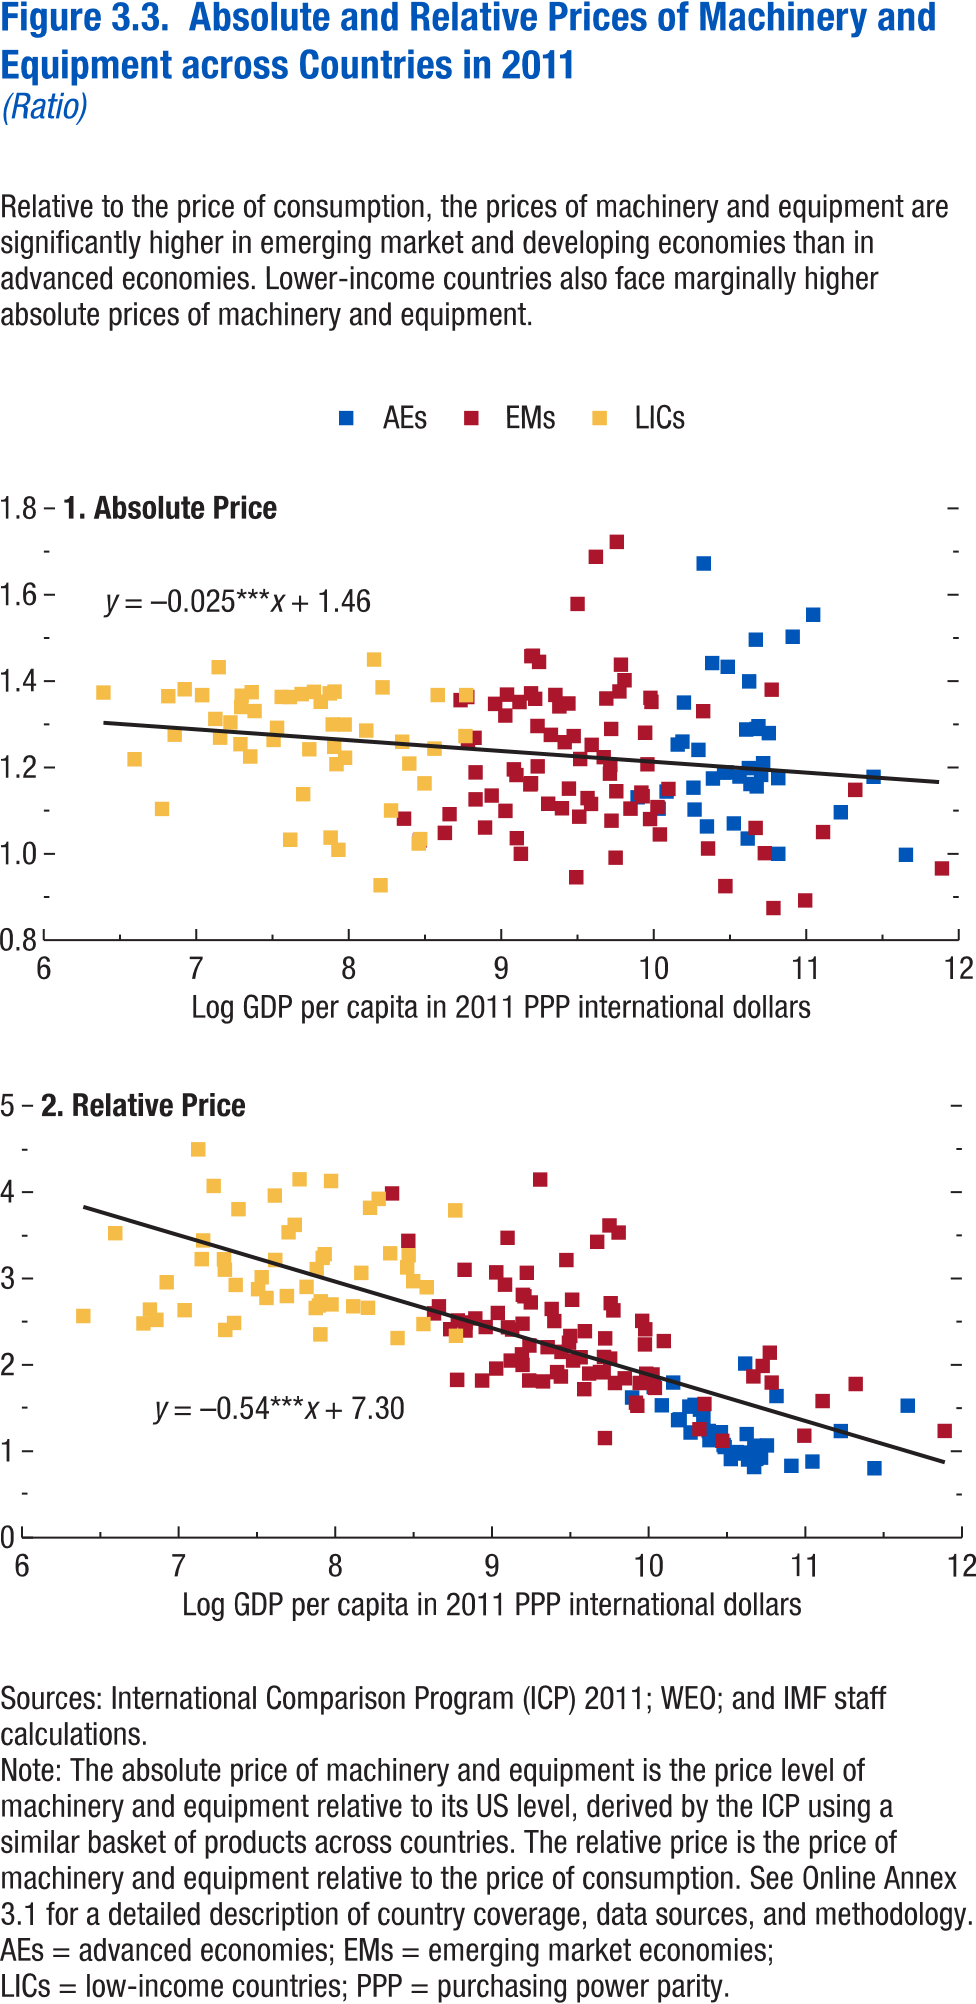 Figure 3.3. Absolute and Relative Prices of Machinery and
Equipment across Countries in 2011
(Ratio)
Relative to the price of consumption, the prices of machinery and equipment are
significantly higher in emerging market and developing economies than in
advanced economies. Lower-income countries also face marginally higher
absolute prices of machinery and equipment.
AEs EMs LICs
1.8 1. Absolute Price
1.6
y = –0.025***x + 1.46
1.4
1.2
1.0
0.8
6 7 8 9 10 11 12
Log GDP per capita in 2011 PPP international dollars
5 2. Relative Price
4
3
2
y = –0.54***x + 7.30
1
0
6 7 8 9 10 11 12
Log GDP per capita in 2011 PPP international dollars
Sources: International Comparison Program (ICP) 2011; WEO; and IMF staff
calculations.
Note: The absolute price of machinery and equipment is the price level of
machinery and equipment relative to its US level, derived by the ICP using a
similar basket of products across countries. The relative price is the price of
machinery and equipment relative to the price of consumption. See Online Annex
3.1 for a detailed description of country coverage, data sources, and methodology.
AEs = advanced economies; EMs = emerging market economies;
LICs = low-income countries; PPP = purchasing power parity.